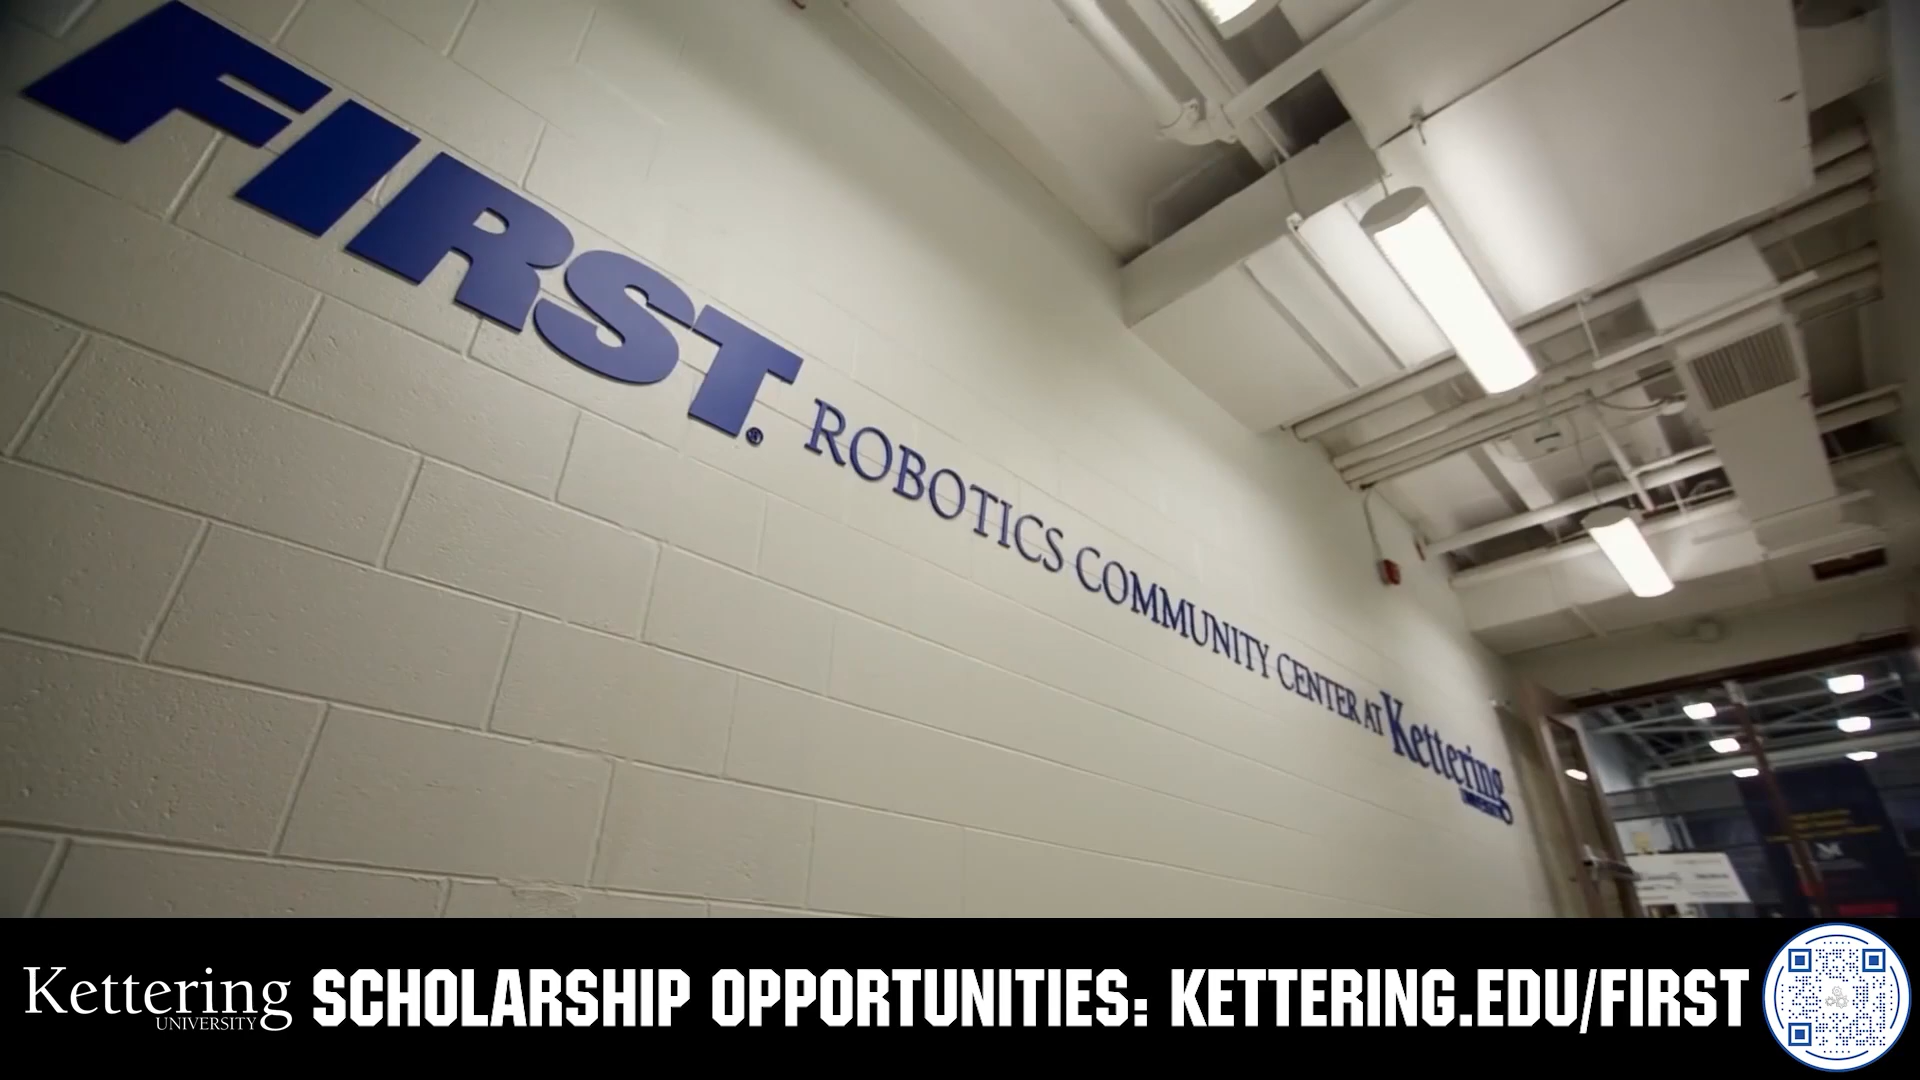 FIRST® ROBOTICS COMMUNITY CENTER AT Kettering
Kettering
UNIVERSITY
SCHOLARSHIP OPPORTUNITIES: KETTERING.EDU/FIRST